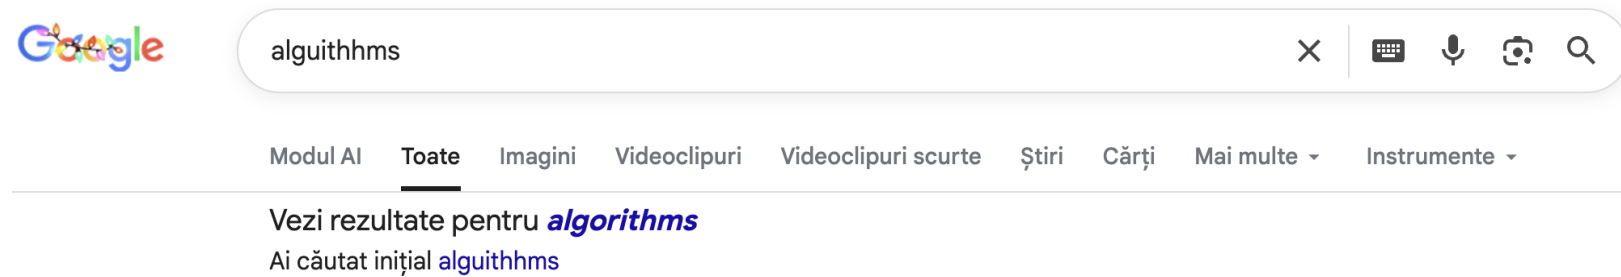 Google
alguithhms
Modul AI Toate Imagini Videoclipuri Videoclipuri scurte Știri Cărți Mai multe Instrumente
Vezi rezultate pentru algorithms
Ai căutat inițial alguithhms